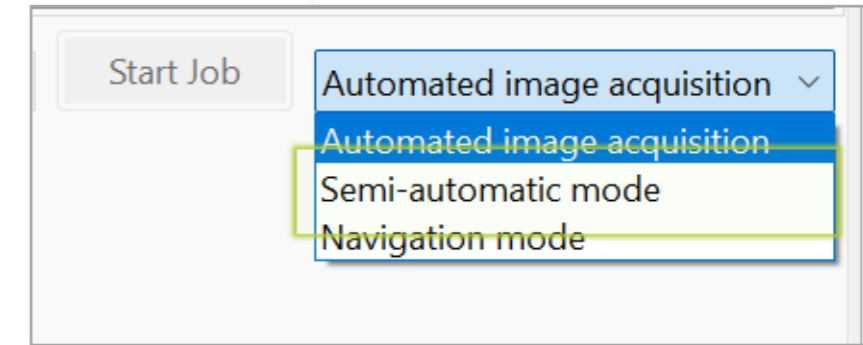 Start Job
Automated image acquisition
Automated image acquisition
Semi-automatic mode
Navigation mode